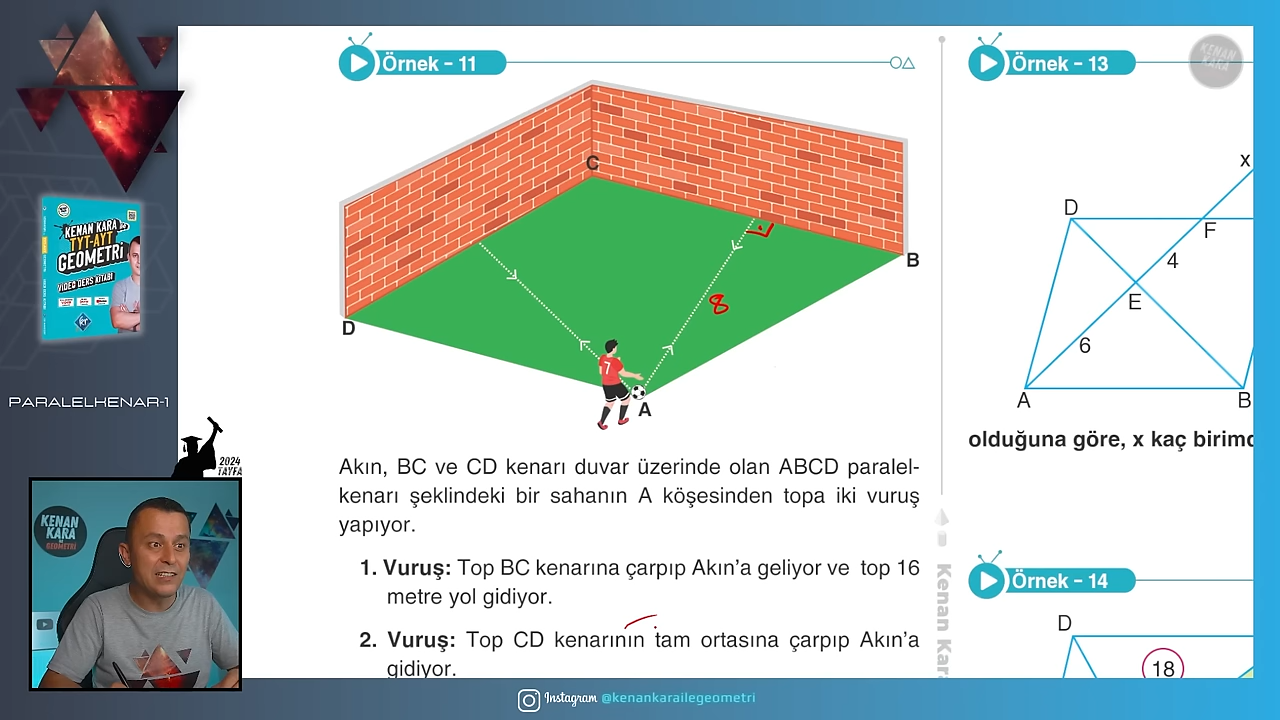 Örnek - 11
C
B
D
7
8
A
Akın, BC ve CD kenarı duvar üzerinde olan ABCD paralel-
kenarı şeklindeki bir sahanın A köşesinden topa iki vuruş
yapıyor.
1. Vuruş: Top BC kenarına çarpıp Akın'a geliyor ve top 16
metre yol gidiyor.
2. Vuruş: Top CD kenarının tam ortasına çarpıp Akın'a
gidiyor.
Örnek - 13
KENAN
KARA
x
D
F
4
E
6
A
B
olduğuna göre, x kaç birimd
Örnek - 14
D
18
Kenan Kar
KENAN KARA
TYT-AYT
GEOMETRİ
VİDEO DERS KİTABI
PARALELKENAR-1
2024
TAYFA
KENAN
KARA
GEOMETRİ
Instagram @kenankarailegeometri